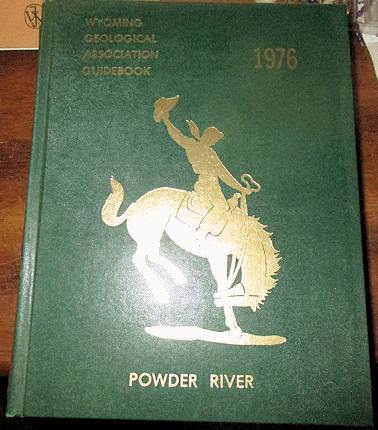 WYOMING
GEOLOGICAL
ASSOCIATION
GUIDEBOOK
1976
POWDER RIVER